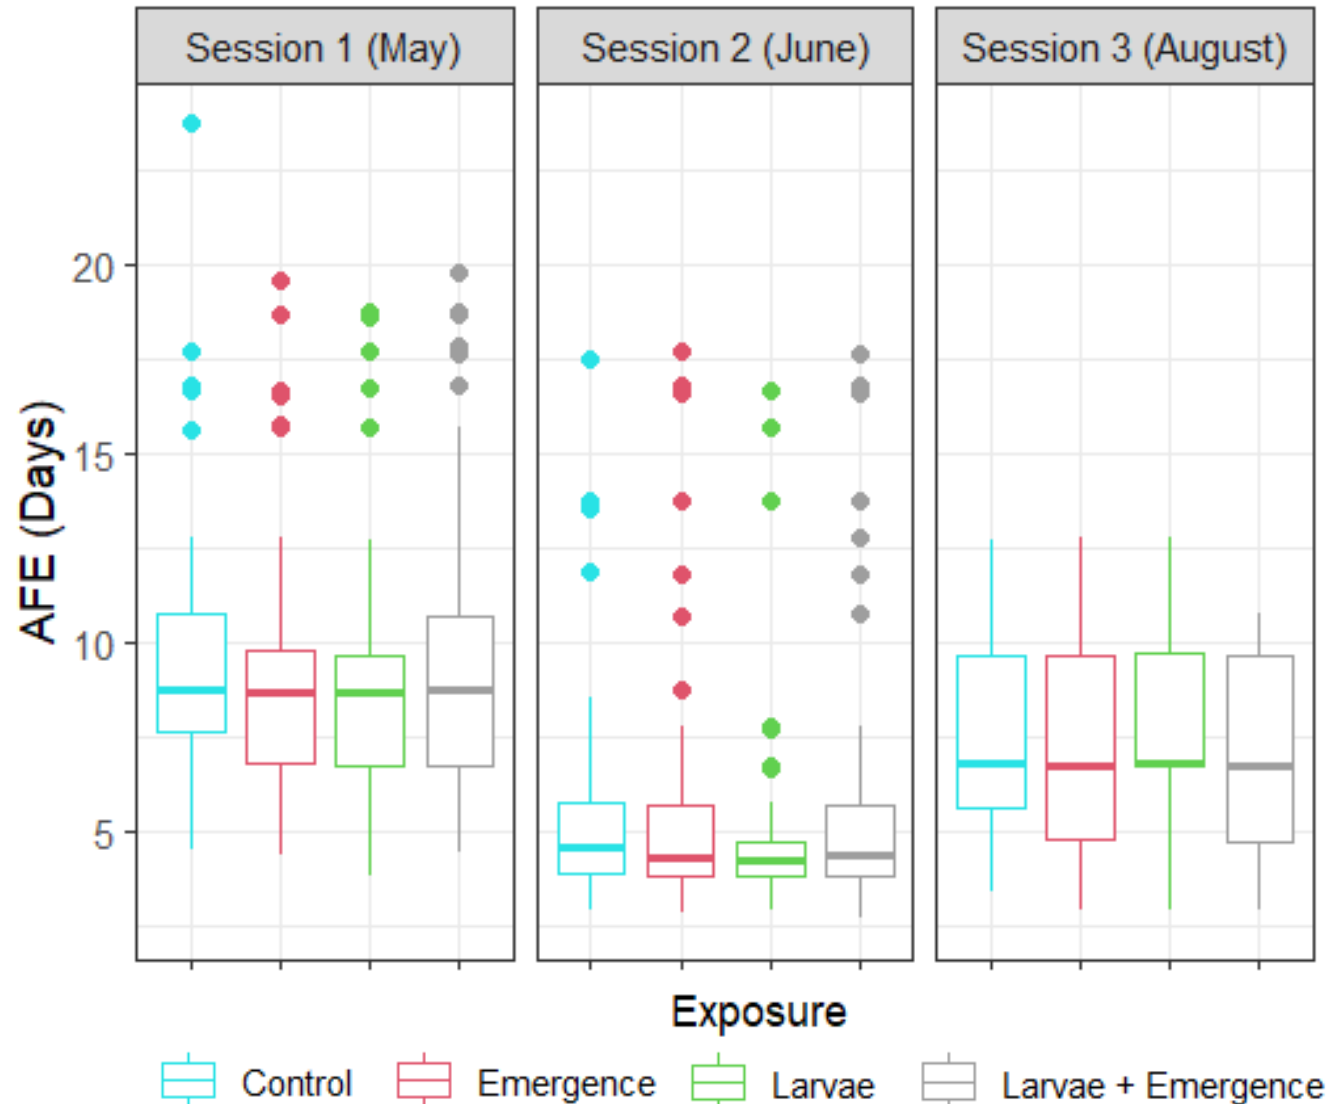 Session 1 (May)
Session 2 (June)
Session 3 (August)
AFE (Days)
20
15
10
5
Exposure
Control
Emergence
Larvae
Larvae + Emergence